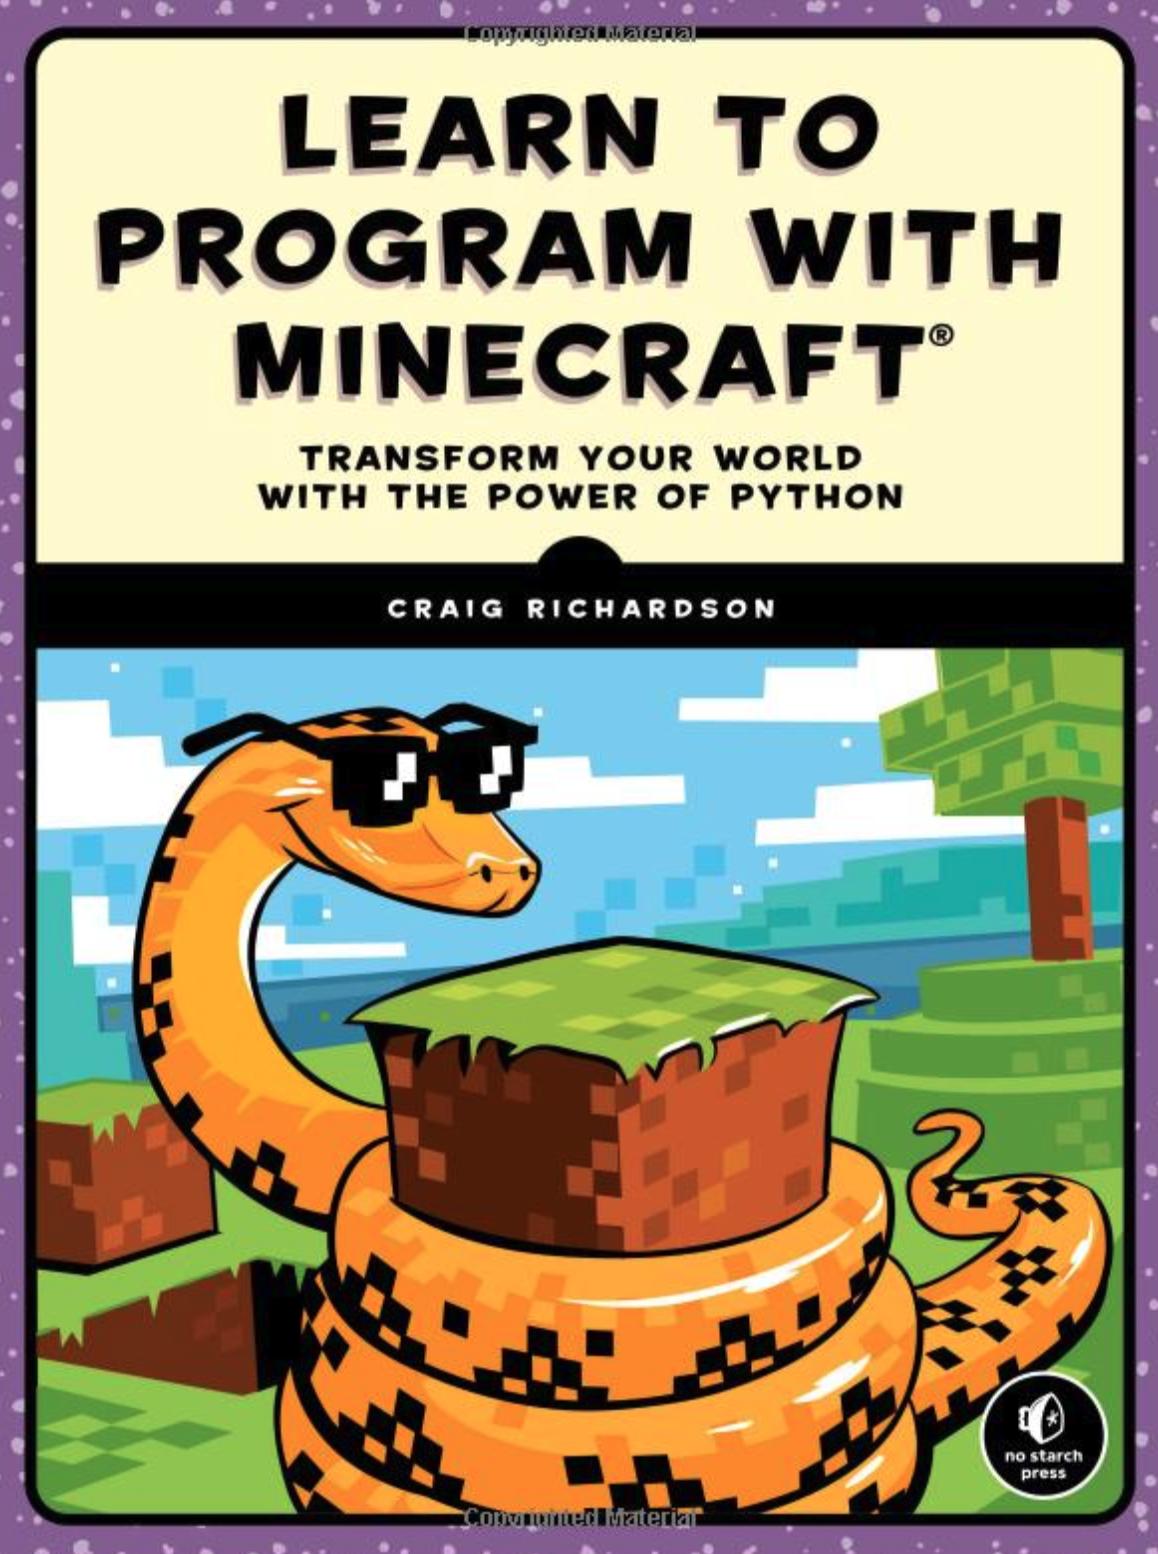 Copyrighted Material
LEARN TO
PROGRAM WITH
MINECRAFT®
TRANSFORM YOUR WORLD
WITH THE POWER OF PYTHON
CRAIG RICHARDSON
no starch
press
Copyrighted Material